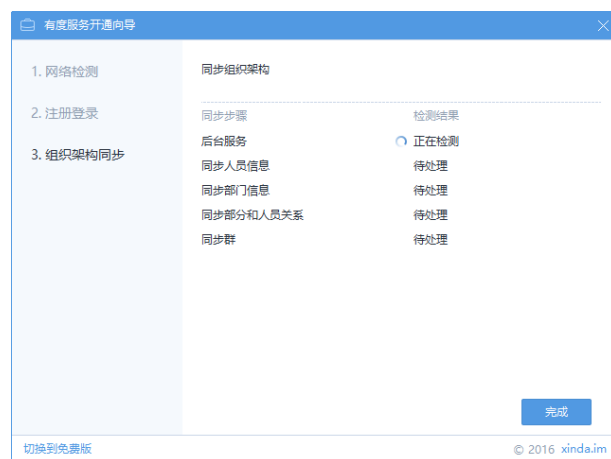 有度服务开通向导
1. 网络检测
2. 注册登录
3. 组织架构同步
同步组织架构
同步步骤 检测结果
后台服务 正在检测
同步人员信息 待处理
同步部门信息 待处理
同步部分和人员关系 待处理
同步群 待处理
完成
切换到免费版 © 2016 xinda.im